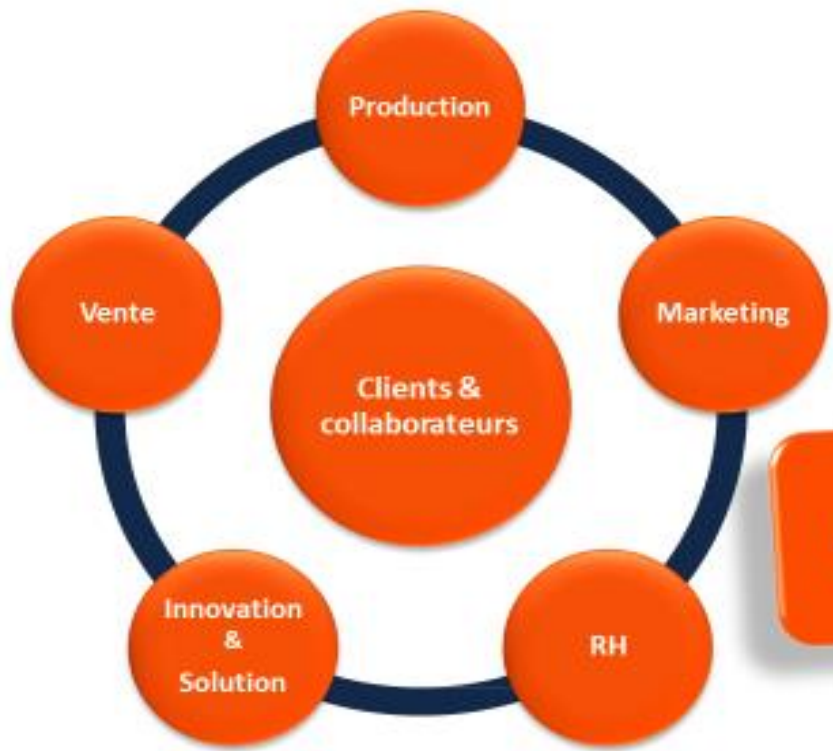 Production
Vente
Marketing
Clients &
collaborateurs
Innovation
&
Solution
RH